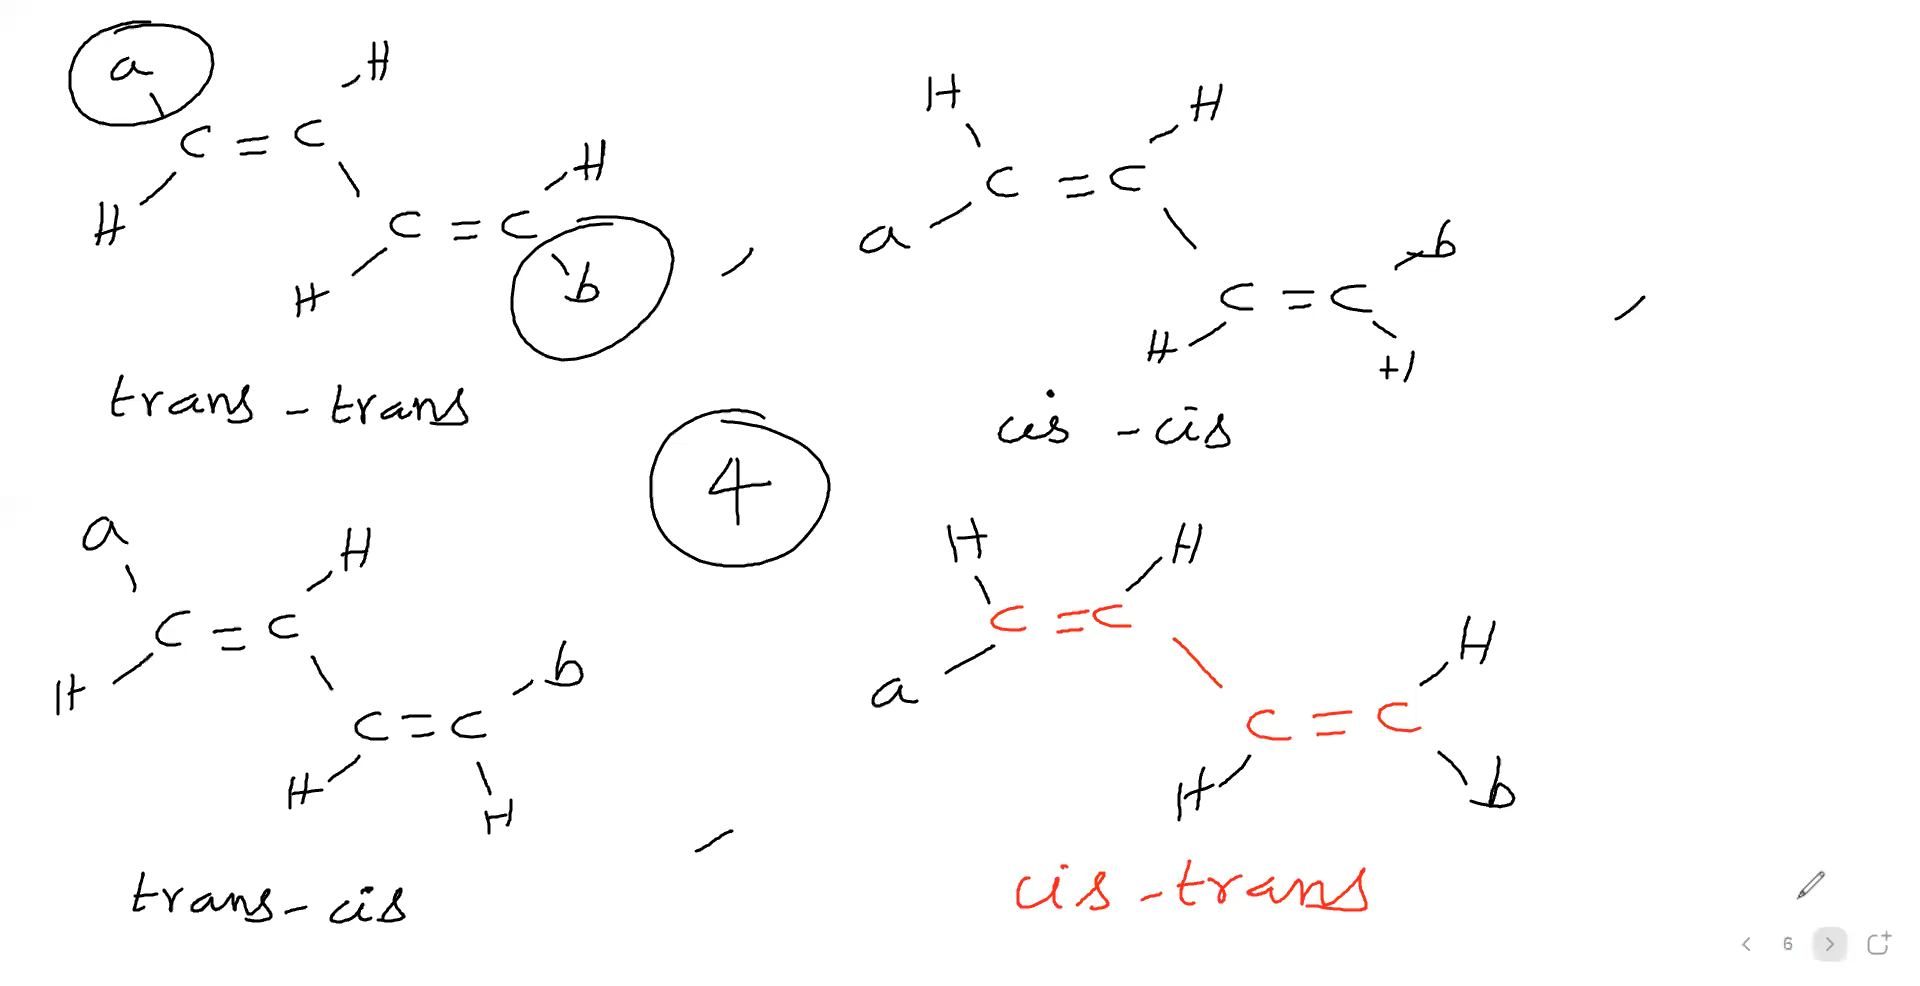 a H
C = C H
H C = C
H b ,
trans - trans
H H
C = C
a b
C = C ,
H H
cis - cis
4
a H
C = C b
H C = C
H H ,
trans - cis
H H
C = C H
a C = C
H b
cis - trans
6